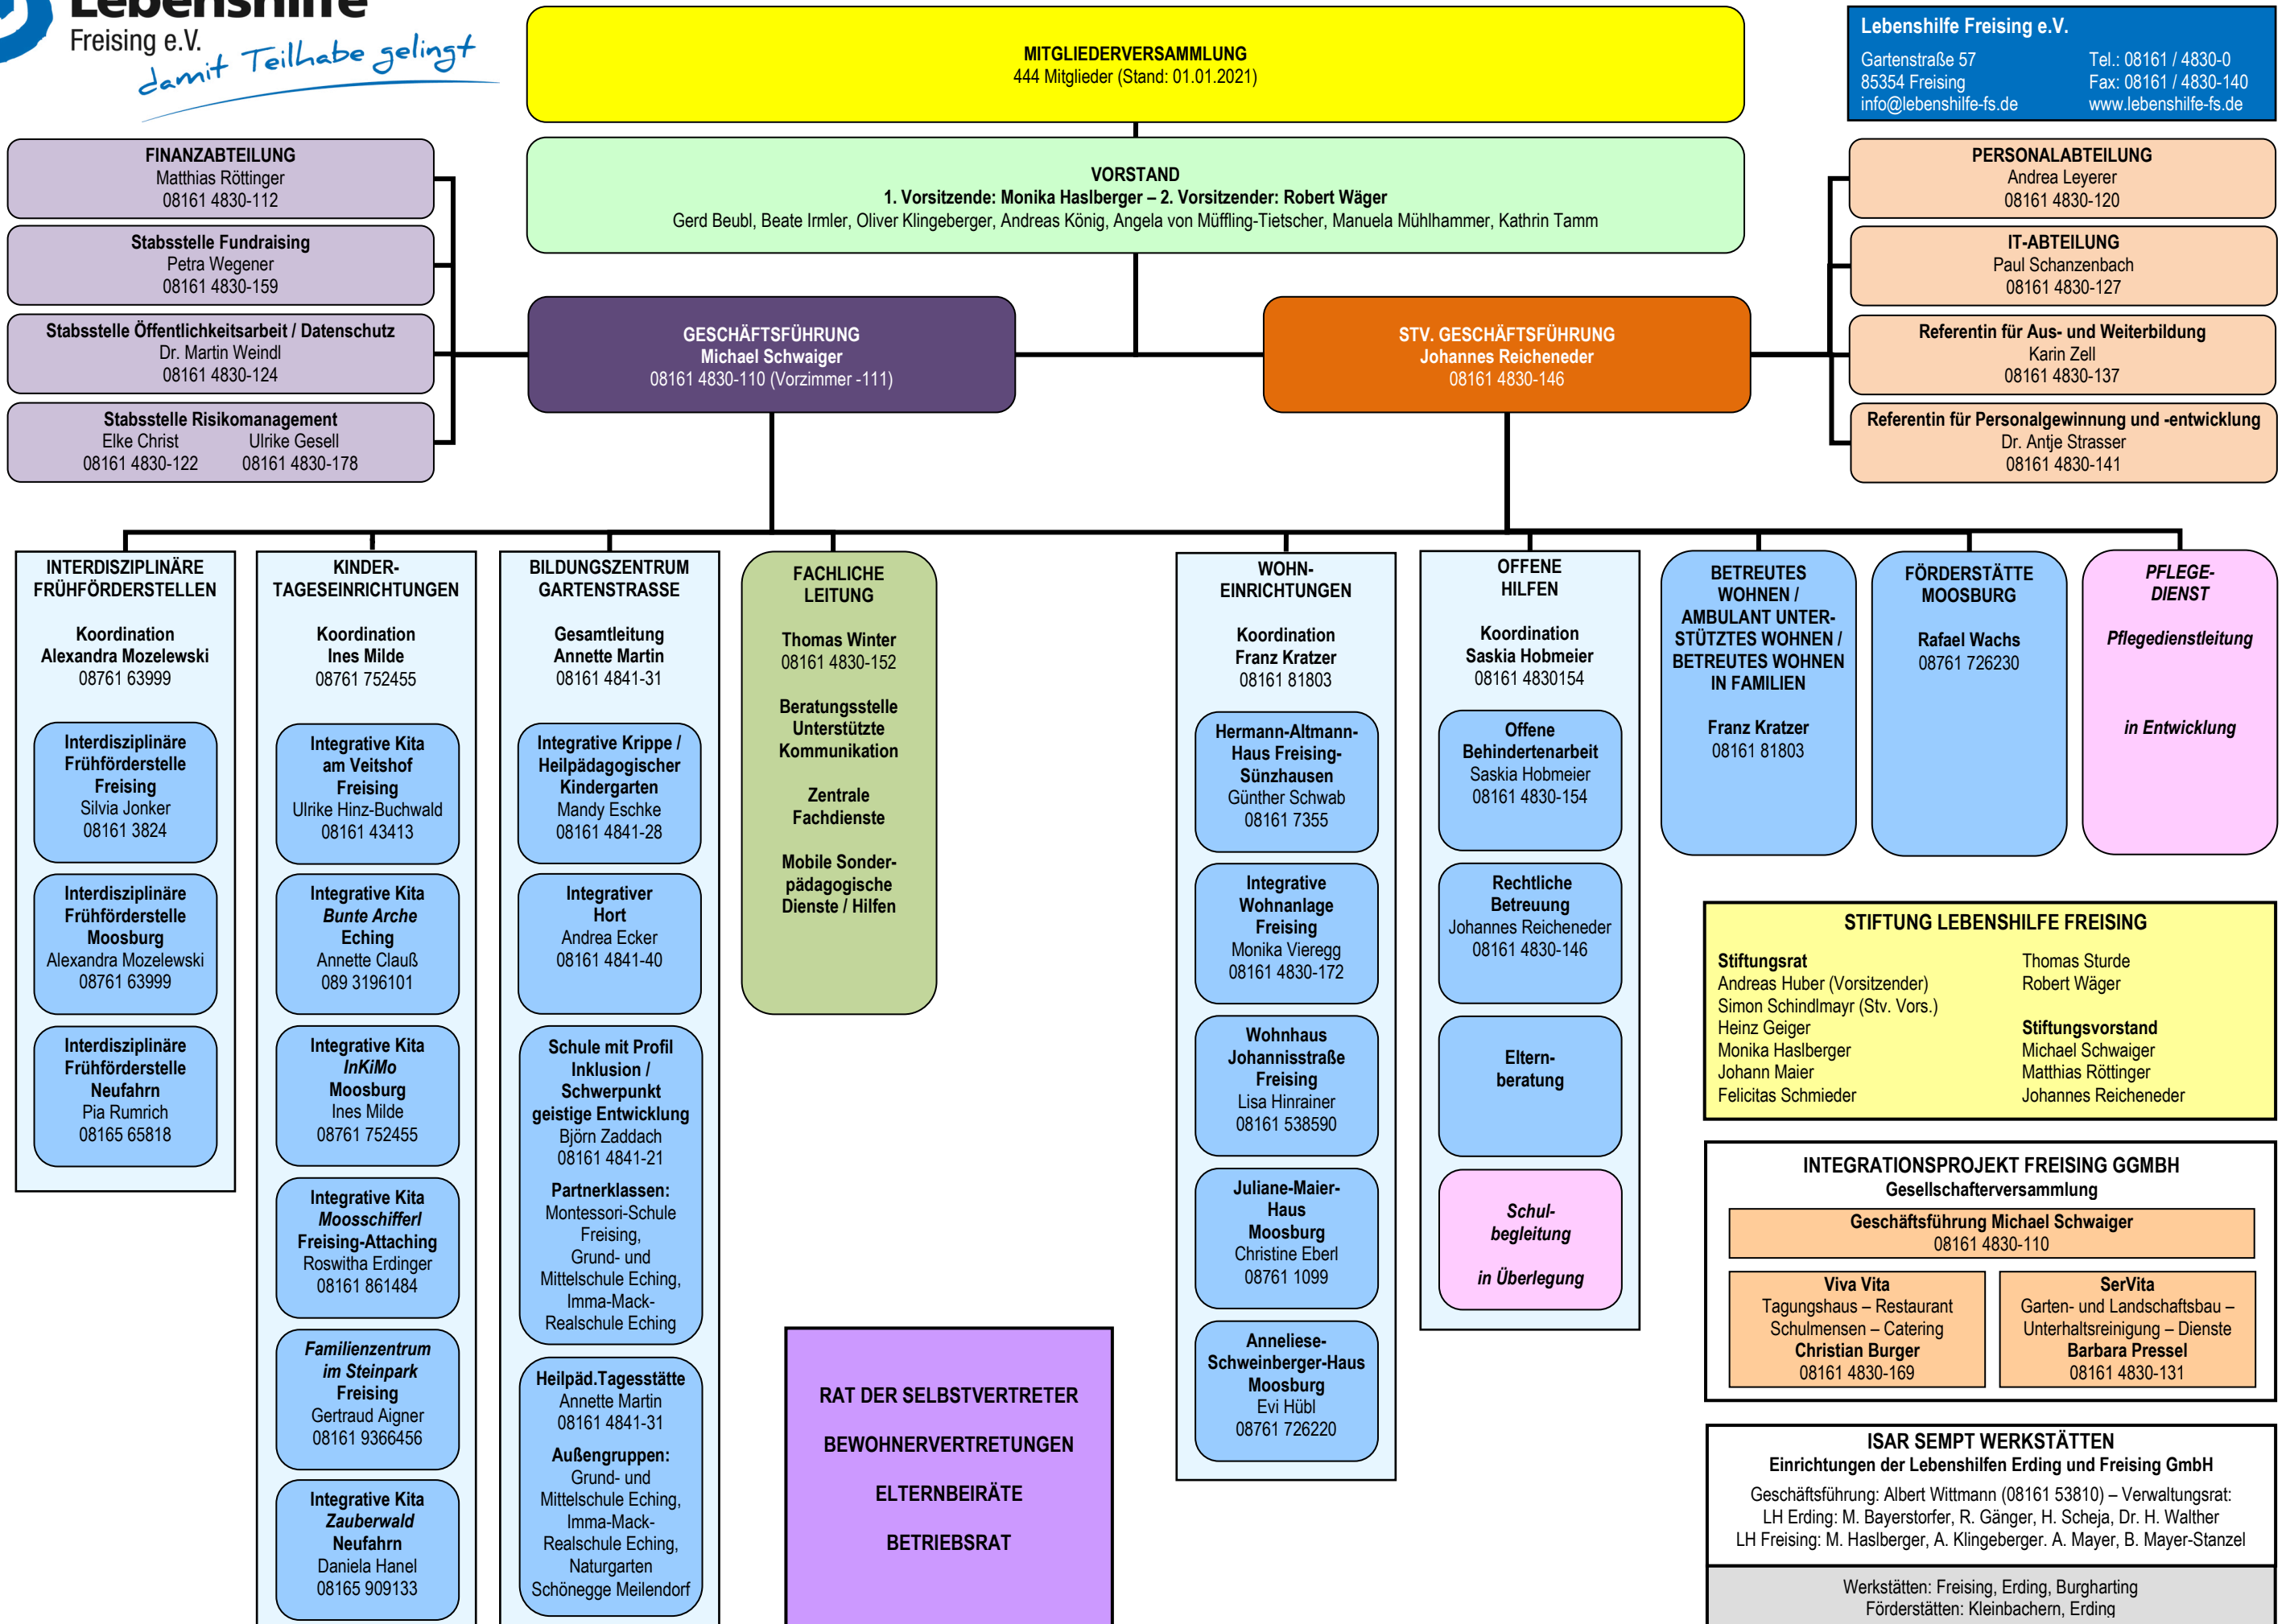 Lebenshilfe
Freising e.V.
damit Teilhabe gelingt
MITGLIEDERVERSAMMLUNG
444 Mitglieder (Stand: 01.01.2021)
Lebenshilfe Freising e.V.
Gartenstraße 57
85354 Freising
info@lebenshilfe-fs.de
Tel.: 08161 / 4830-0
Fax: 08161 / 4830-140
www.lebenshilfe-fs.de
VORSTAND
1. Vorsitzende: Monika Haslberger – 2. Vorsitzender: Robert Wäger
Gerd Beubl, Beate Irmler, Oliver Klingeberger, Andreas König, Angela von Müffling-Tietscher, Manuela Mühlhammer, Kathrin Tamm
FINANZABTEILUNG
Matthias Röttinger
08161 4830-112
Stabsstelle Fundraising
Petra Wegener
08161 4830-159
Stabsstelle Öffentlichkeitsarbeit / Datenschutz
Dr. Martin Weindl
08161 4830-124
Stabsstelle Risikomanagement
Elke Christ Ulrike Gesell
08161 4830-122 08161 4830-178
GESCHÄFTSFÜHRUNG
Michael Schwaiger
08161 4830-110 (Vorzimmer -111)
STV. GESCHÄFTSFÜHRUNG
Johannes Reicheneder
08161 4830-146
PERSONALABTEILUNG
Andrea Leyerer
08161 4830-120
IT-ABTEILUNG
Paul Schanzenbach
08161 4830-127
Referentin für Aus- und Weiterbildung
Karin Zell
08161 4830-137
Referentin für Personalgewinnung und -entwicklung
Dr. Antje Strasser
08161 4830-141
INTERDISZIPLINÄRE
FRÜHFÖRDERSTELLEN
Koordination
Alexandra Mozelewski
08761 63999
Interdisziplinäre
Frühförderstelle
Freising
Silvia Jonker
08161 3824
Interdisziplinäre
Frühförderstelle
Moosburg
Alexandra Mozelewski
08761 63999
Interdisziplinäre
Frühförderstelle
Neufahrn
Pia Rumrich
08165 65818
KINDER-
TAGESEINRICHTUNGEN
Koordination
Ines Milde
08761 752455
Integrative Kita
am Veitshof
Freising
Ulrike Hinz-Buchwald
08161 43413
Integrative Kita
Bunte Arche
Eching
Annette Clauß
089 3196101
Integrative Kita
InKiMo
Moosburg
Ines Milde
08761 752455
Integrative Kita
Moosschifferl
Freising-Attaching
Roswitha Erdinger
08161 861484
Familienzentrum
im Steinpark
Freising
Gertraud Aigner
08161 9366456
Integrative Kita
Zauberwald
Neufahrn
Daniela Hanel
08165 909133
BILDUNGSZENTRUM
GARTENSTRASSE
Gesamtleitung
Annette Martin
08161 4841-31
Integrative Krippe /
Heilpädagogischer
Kindergarten
Mandy Eschke
08161 4841-28
Integrativer
Hort
Andrea Ecker
08161 4841-40
Schule mit Profil
Inklusion /
Schwerpunkt
geistige Entwicklung
Björn Zaddach
08161 4841-21
Partnerklassen:
Montessori-Schule
Freising,
Grund- und
Mittelschule Eching,
Imma-Mack-
Realschule Eching
Heilpäd.Tagesstätte
Annette Martin
08161 4841-31
Außengruppen:
Grund- und
Mittelschule Eching,
Imma-Mack-
Realschule Eching,
Naturgarten
Schönegge Meilendorf
FACHLICHE
LEITUNG
Thomas Winter
08161 4830-152
Beratungsstelle
Unterstützte
Kommunikation
Zentrale
Fachdienste
Mobile Sonder-
pädagogische
Dienste / Hilfen
RAT DER SELBSTVERTRETER
BEWOHNERVERTRETUNGEN
ELTERNBEIRÄTE
BETRIEBSRAT
WOHN-
EINRICHTUNGEN
Koordination
Franz Kratzer
08161 81803
Hermann-Altmann-
Haus Freising-
Sünzhausen
Günther Schwab
08161 7355
Integrative
Wohnanlage
Freising
Monika Vieregg
08161 4830-172
Wohnhaus
Johannisstraße
Freising
Lisa Hinrainer
08161 538590
Juliane-Maier-
Haus
Moosburg
Christine Eberl
08761 1099
Anneliese-
Schweinberger-Haus
Moosburg
Evi Hübl
08761 726220
OFFENE
HILFEN
Koordination
Saskia Hobmeier
08161 4830154
Offene
Behindertenarbeit
Saskia Hobmeier
08161 4830-154
Rechtliche
Betreuung
Johannes Reicheneder
08161 4830-146
Eltern-
beratung
Schul-
begleitung
in Überlegung
BETREUTES
WOHNEN /
AMBULANT UNTER-
STÜTZTES WOHNEN /
BETREUTES WOHNEN
IN FAMILIEN
Franz Kratzer
08161 81803
FÖRDERSTÄTTE
MOOSBURG
Rafael Wachs
08761 726230
PFLEGE-
DIENST
Pflegedienstleitung
in Entwicklung
STIFTUNG LEBENSHILFE FREISING
Stiftungsrat
Andreas Huber (Vorsitzender)
Simon Schindlmayr (Stv. Vors.)
Heinz Geiger
Monika Haslberger
Johann Maier
Felicitas Schmieder
Thomas Sturde
Robert Wäger
Stiftungsvorstand
Michael Schwaiger
Matthias Röttinger
Johannes Reicheneder
INTEGRATIONSPROJEKT FREISING GGMBH
Gesellschafterversammlung
Geschäftsführung Michael Schwaiger
08161 4830-110
Viva Vita
Tagungshaus – Restaurant
Schulmensen – Catering
Christian Burger
08161 4830-169
SerVita
Garten- und Landschaftsbau –
Unterhaltsreinigung – Dienste
Barbara Pressel
08161 4830-131
ISAR SEMPT WERKSTÄTTEN
Einrichtungen der Lebenshilfen Erding und Freising GmbH
Geschäftsführung: Albert Wittmann (08161 53810) – Verwaltungsrat:
LH Erding: M. Bayerstorfer, R. Gänger, H. Scheja, Dr. H. Walther
LH Freising: M. Haslberger, A. Klingeberger. A. Mayer, B. Mayer-Stanzel
Werkstätten: Freising, Erding, Burgharting
Förderstätten: Kleinbachern, Erding